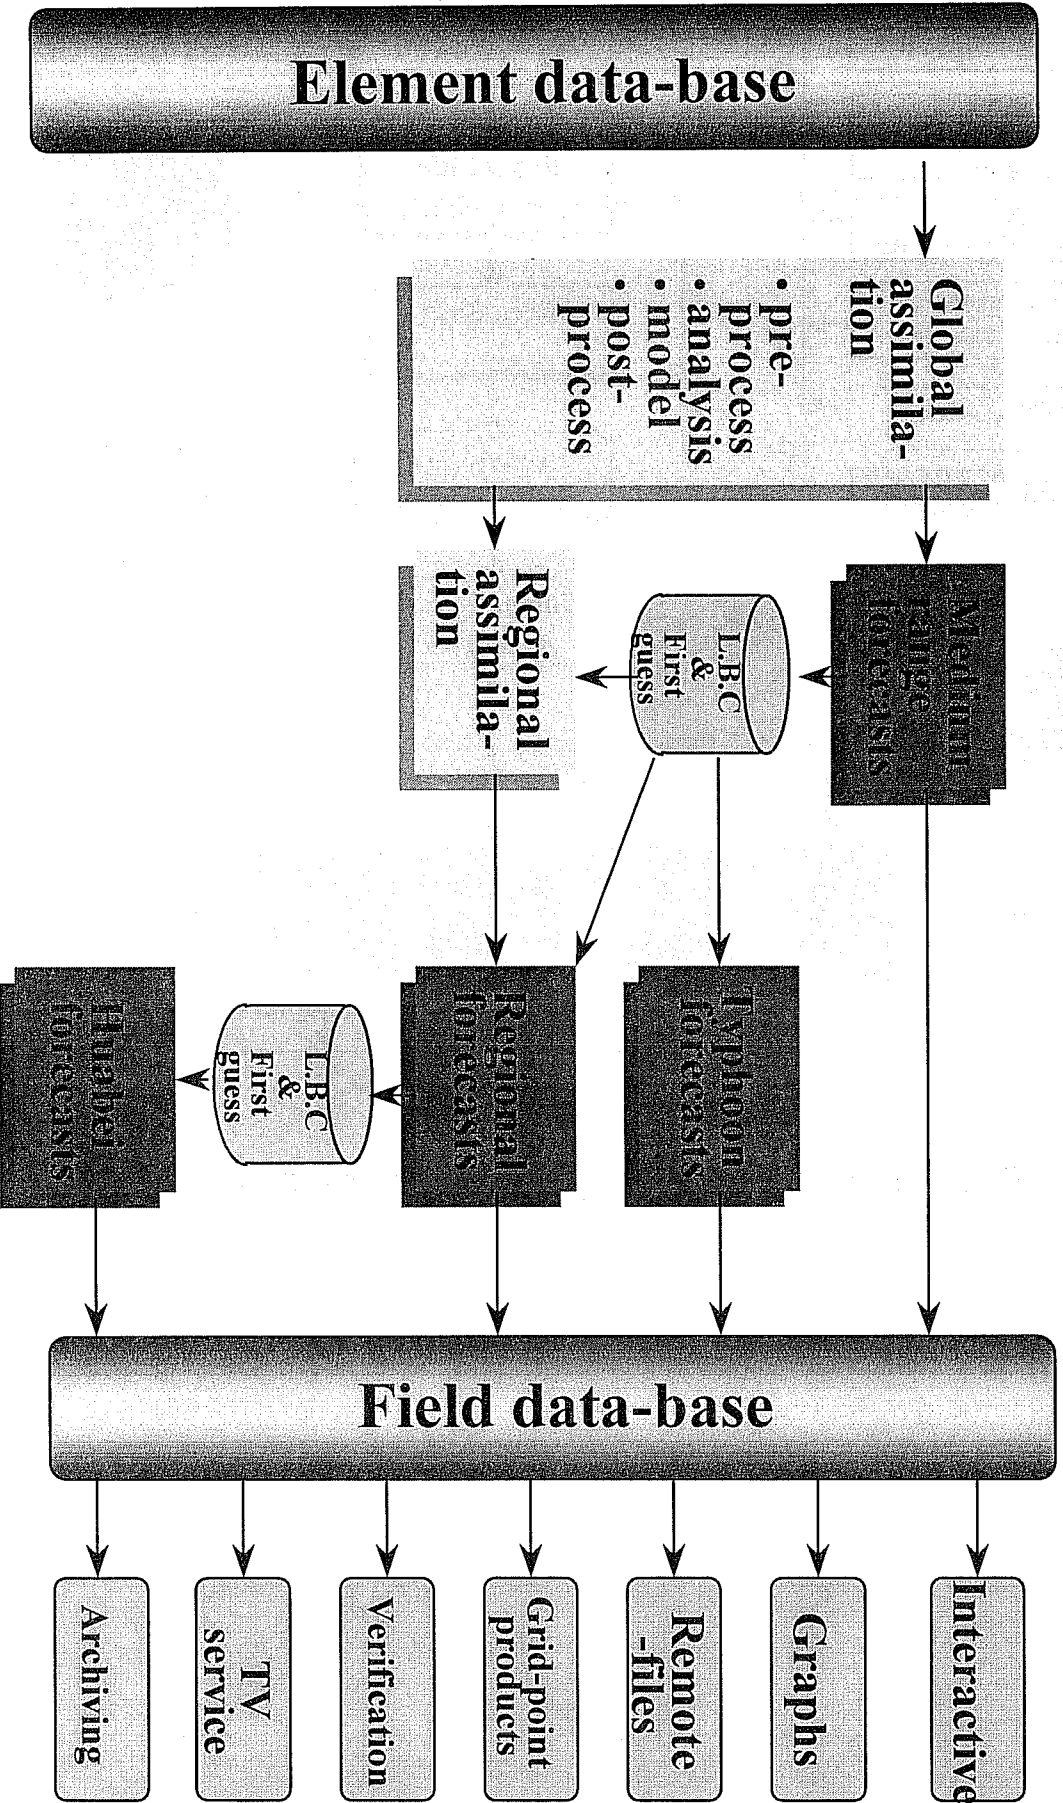 Element data-base
Global
assimila-
tion
• pre-
process
• analysis
• model
• post-
process
Medium
range
forecasts
L.B.C
&
First
guess
Regional
assimila-
tion
Typhoon
forecasts
Regional
forecasts
L.B.C
&
First
guess
Huabei
forecasts
Field data-base
Interactive
Graphs
Remote
-files
Grid-point
products
Verification
TV
service
Archiving